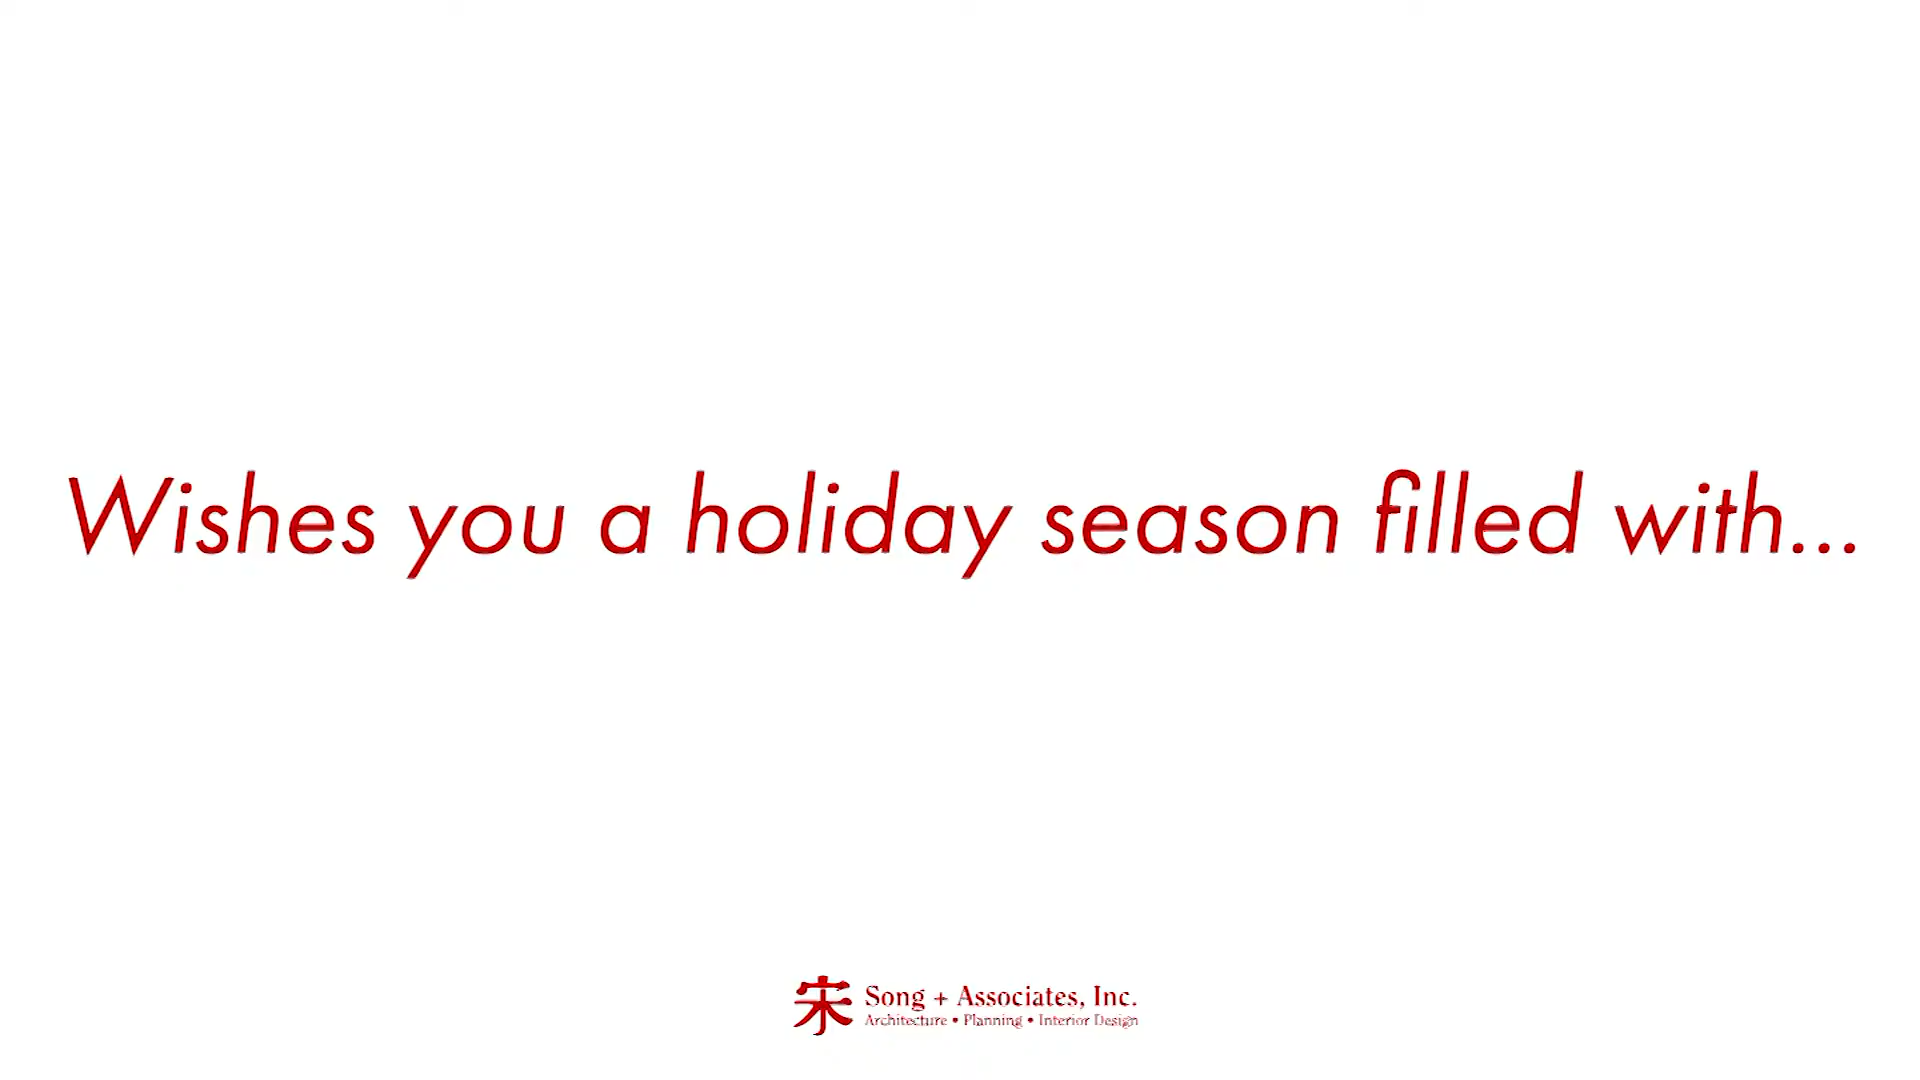 Wishes you a holiday season filled with...
宋 Song + Associates, Inc.
Architecture • Planning • Interior Design